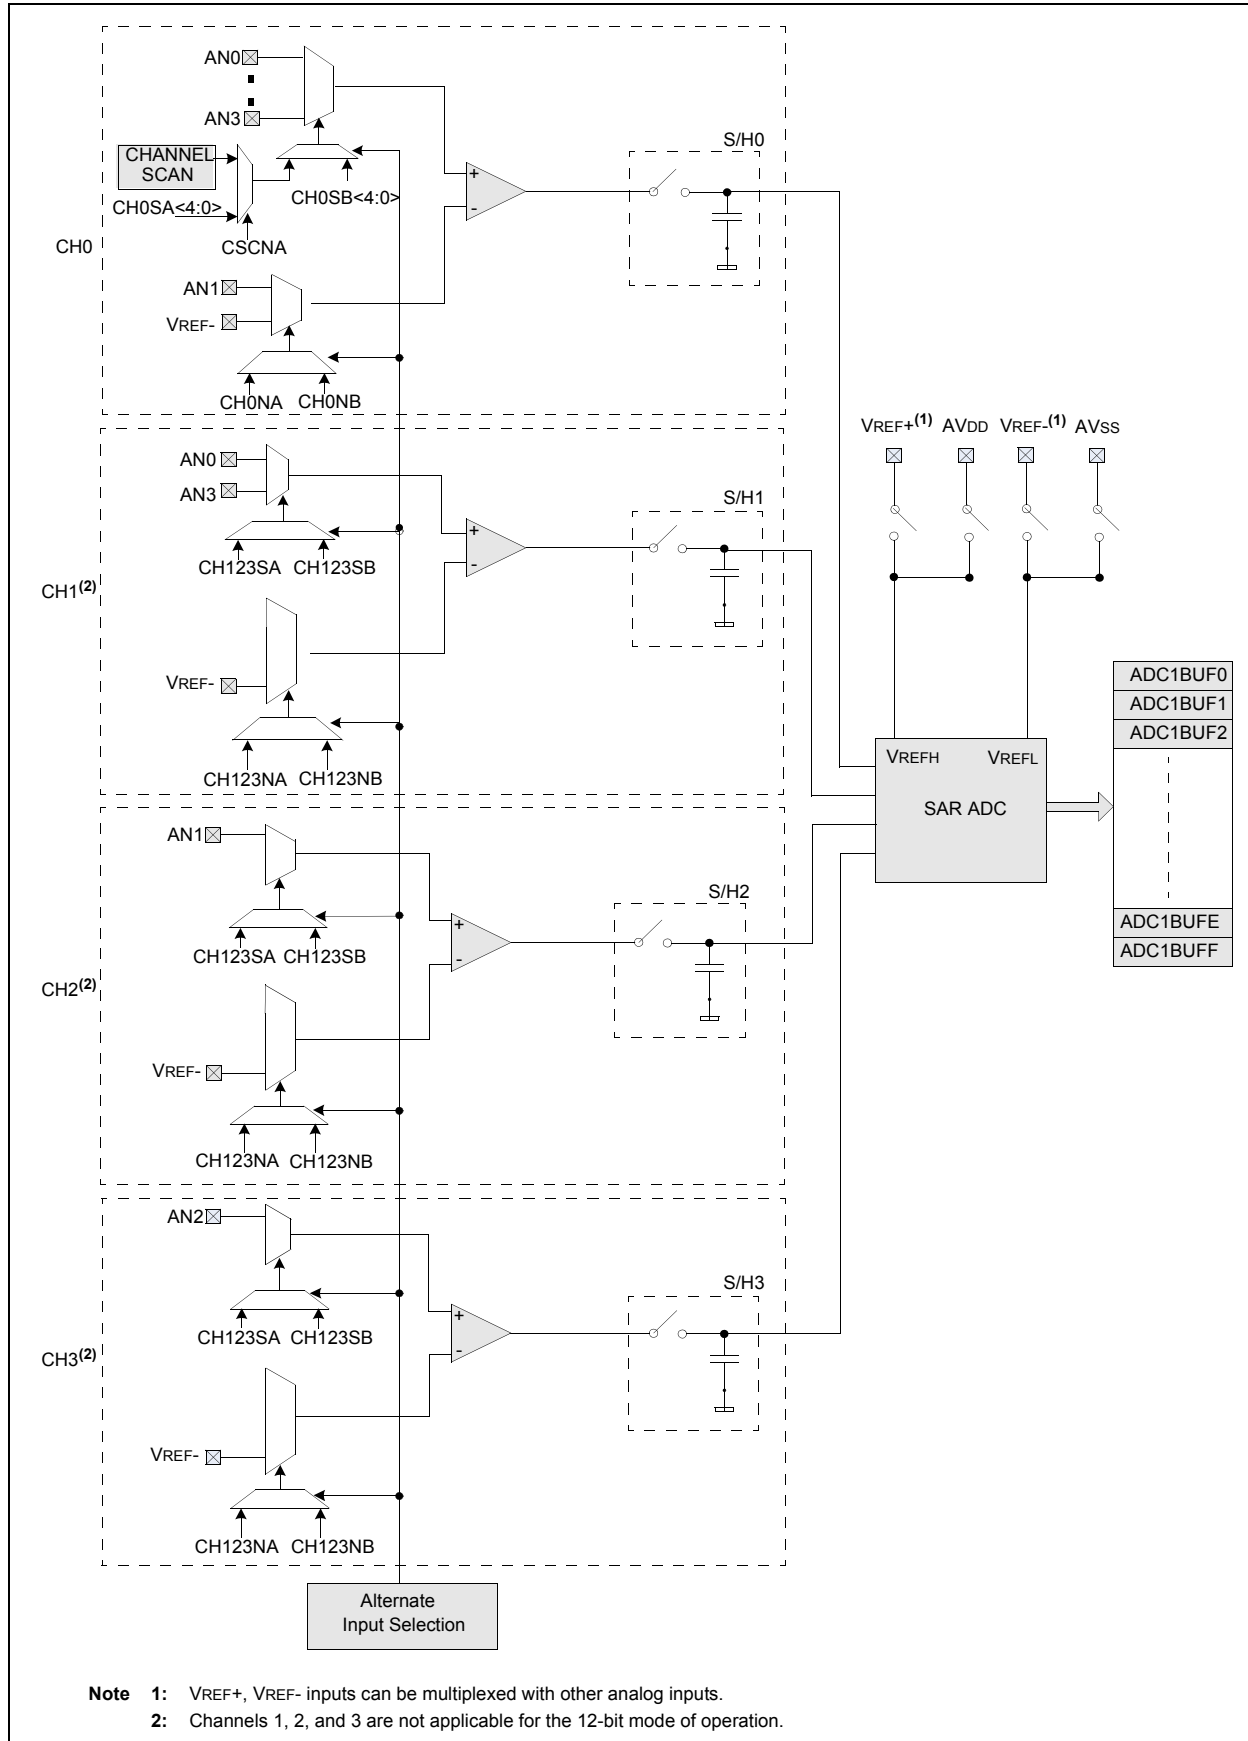 AN0
AN3
CHANNEL
SCAN
CH0SA<4:0>
CH0SB<4:0>
CSCNA
CH0
AN1
VREF-
CH0NA CH0NB
S/H0
AN0
AN3
CH123SA CH123SB
CH1(2)
VREF-
CH123NA CH123NB
S/H1
AN1
CH123SA CH123SB
CH2(2)
VREF-
CH123NA CH123NB
S/H2
AN2
CH123SA CH123SB
CH3(2)
VREF-
CH123NA CH123NB
S/H3
+
-
+
-
+
-
+
-
Alternate
Input Selection
VREF+(1) AVDD VREF-(1) AVSS
VREFH VREFL
SAR ADC
ADC1BUF0
ADC1BUF1
ADC1BUF2
ADC1BUFE
ADC1BUFF
Note 1: VREF+, VREF- inputs can be multiplexed with other analog inputs.
2: Channels 1, 2, and 3 are not applicable for the 12-bit mode of operation.